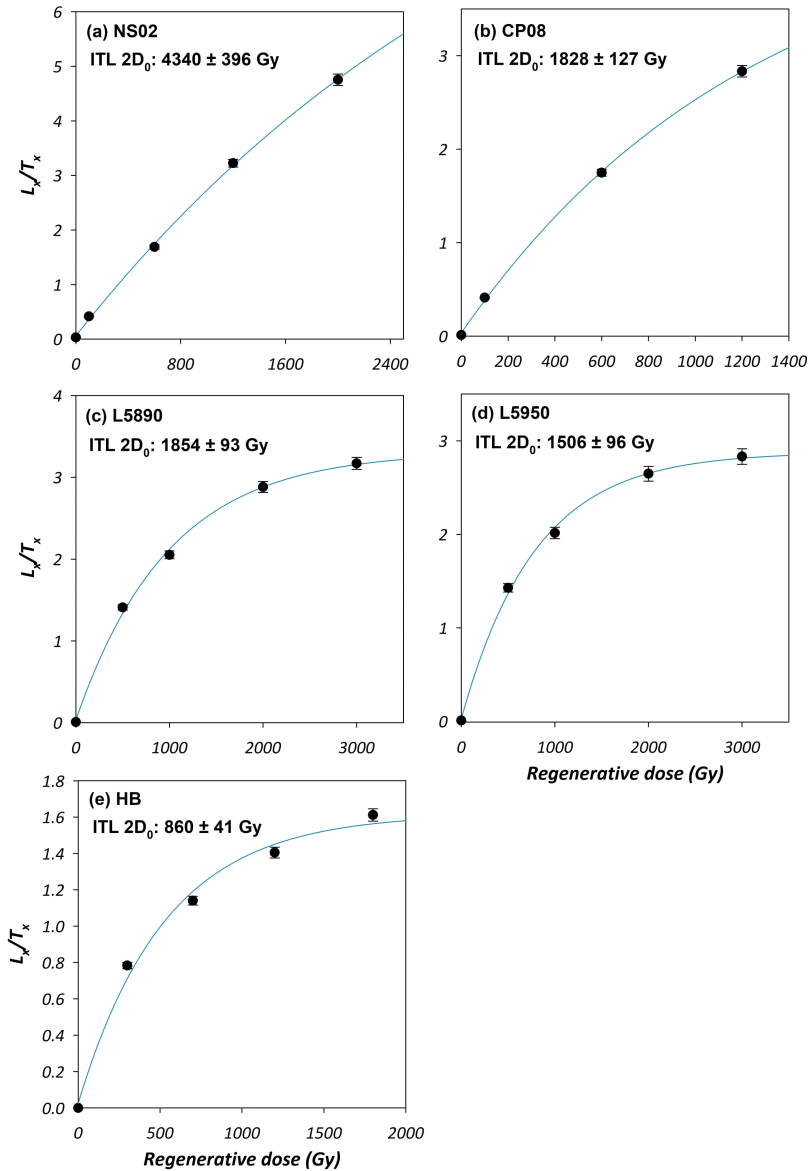 (a) NS02
ITL 2D₀: 4340 ± 396 Gy
6
5
4
3
2
1
0
Lₓ/Tₓ
0 800 1600 2400
(b) CP08
ITL 2D₀: 1828 ± 127 Gy
3
2
1
0
0 200 400 600 800 1000 1200 1400
(c) L5890
ITL 2D₀: 1854 ± 93 Gy
4
3
2
1
0
Lₓ/Tₓ
0 1000 2000 3000
(d) L5950
ITL 2D₀: 1506 ± 96 Gy
3
2
1
0
0 1000 2000 3000
Regenerative dose (Gy)
(e) HB
ITL 2D₀: 860 ± 41 Gy
1.8
1.6
1.4
1.2
1.0
0.8
0.6
0.4
0.2
0.0
Lₓ/Tₓ
0 500 1000 1500 2000
Regenerative dose (Gy)